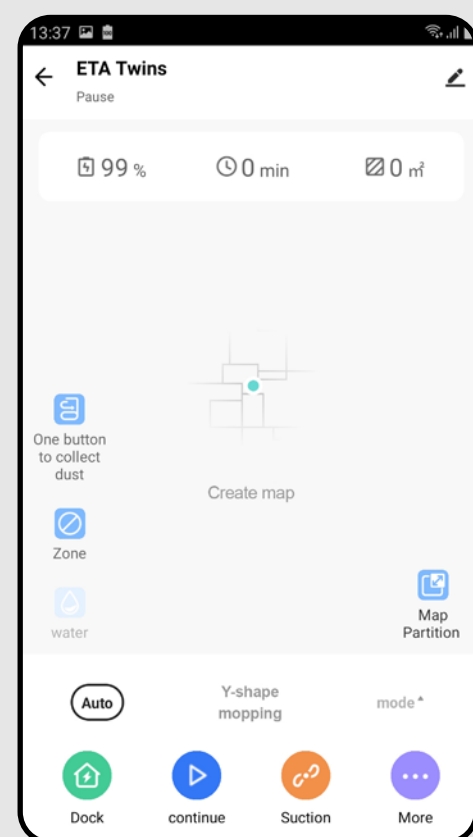 13:37
ETA Twins
Pause
99 %
0 min
0 ㎡
One button
to collect
dust
Create map
Zone
water
Map
Partition
Auto
Y-shape
mopping
mode
Dock
continue
Suction
More